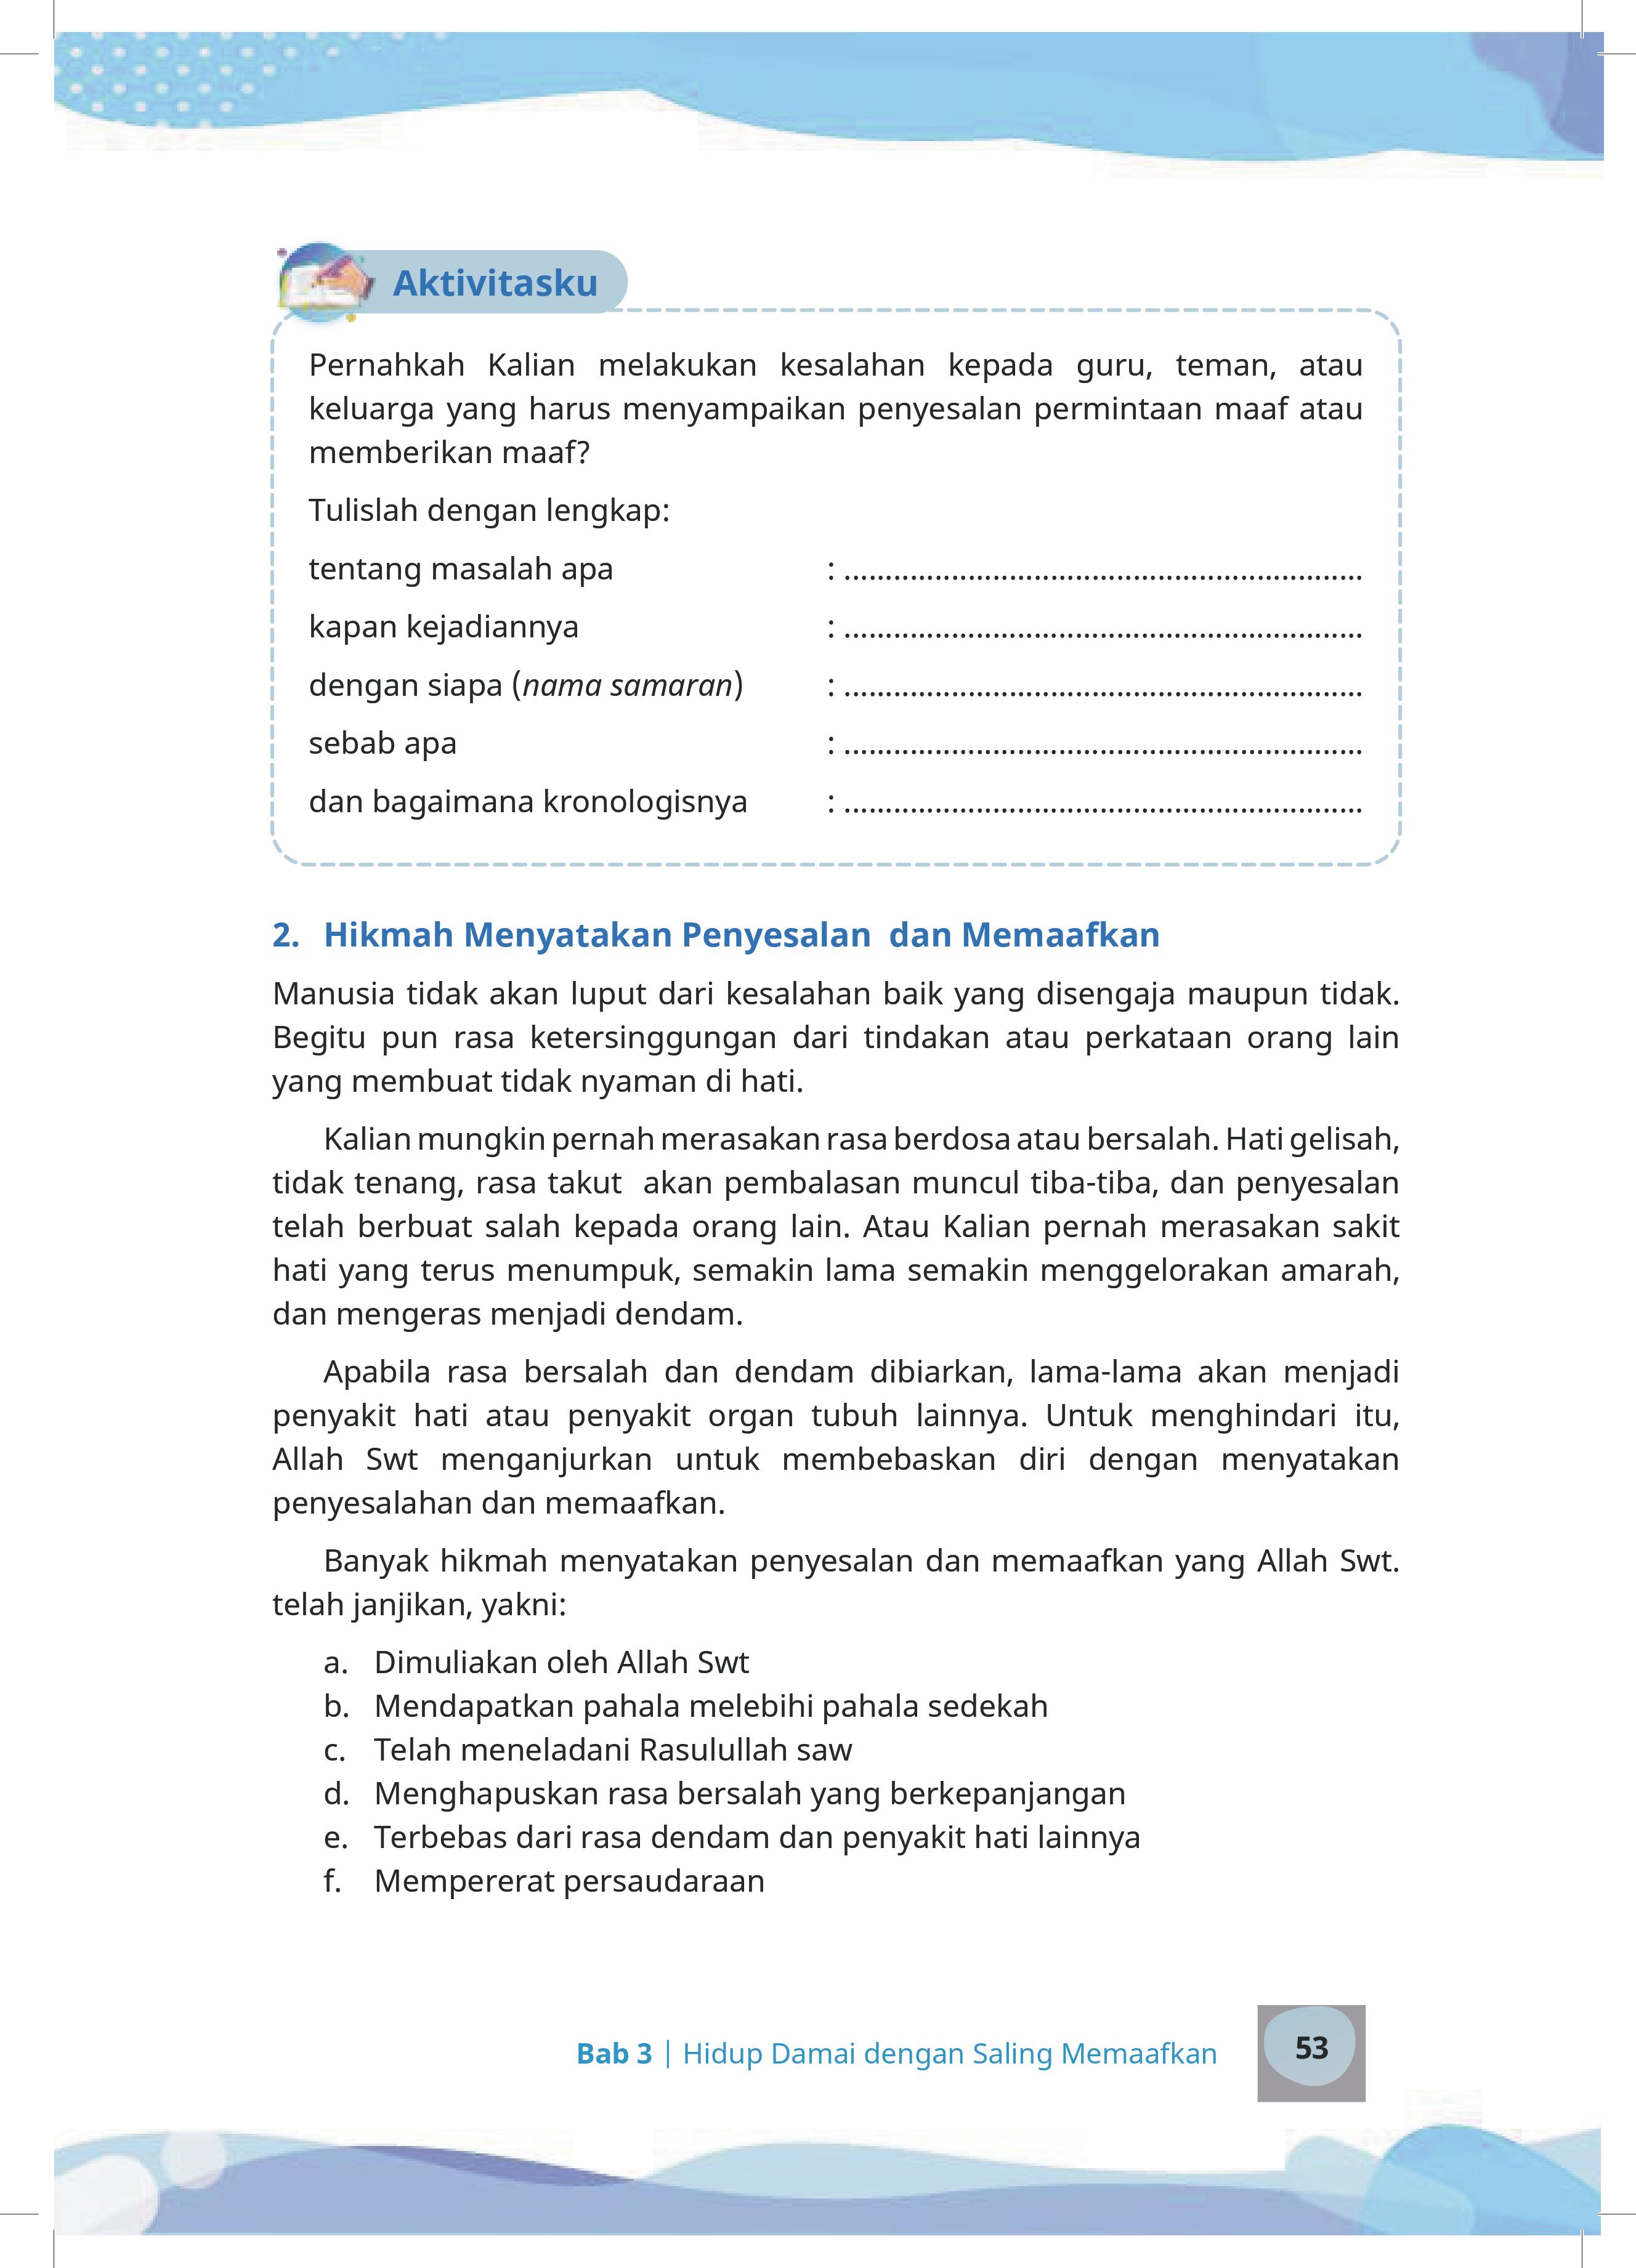 Aktivitasku
Pernahkah Kalian melakukan kesalahan kepada guru, teman, atau
keluarga yang harus menyampaikan penyesalan permintaan maaf atau
memberikan maaf?
Tulislah dengan lengkap:
tentang masalah apa : ...............................................................
kapan kejadiannya : ...............................................................
dengan siapa (nama samaran) : ...............................................................
sebab apa : ...............................................................
dan bagaimana kronologisnya : ...............................................................
2. Hikmah Menyatakan Penyesalan  dan Memaafkan
Manusia tidak akan luput dari kesalahan baik yang disengaja maupun tidak.
Begitu pun rasa ketersinggungan dari tindakan atau perkataan orang lain
yang membuat tidak nyaman di hati.
Kalian mungkin pernah merasakan rasa berdosa atau bersalah. Hati gelisah,
tidak tenang, rasa takut  akan pembalasan muncul tiba-tiba, dan penyesalan
telah berbuat salah kepada orang lain. Atau Kalian pernah merasakan sakit
hati yang terus menumpuk, semakin lama semakin menggelorakan amarah,
dan mengeras menjadi dendam.
Apabila rasa bersalah dan dendam dibiarkan, lama-lama akan menjadi
penyakit hati atau penyakit organ tubuh lainnya. Untuk menghindari itu,
Allah Swt menganjurkan untuk membebaskan diri dengan menyatakan
penyesalahan dan memaafkan.
Banyak hikmah menyatakan penyesalan dan memaafkan yang Allah Swt.
telah janjikan, yakni:
a. Dimuliakan oleh Allah Swt
b. Mendapatkan pahala melebihi pahala sedekah
c. Telah meneladani Rasulullah saw
d. Menghapuskan rasa bersalah yang berkepanjangan
e. Terbebas dari rasa dendam dan penyakit hati lainnya
f. Mempererat persaudaraan
Bab 3 | Hidup Damai dengan Saling Memaafkan
53